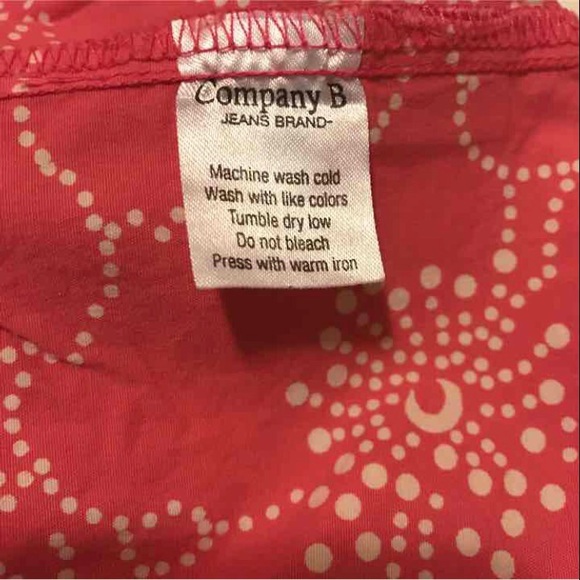 Company B
JEANS BRAND-
Machine wash cold
Wash with like colors
Tumble dry low
Do not bleach
Press with warm iron